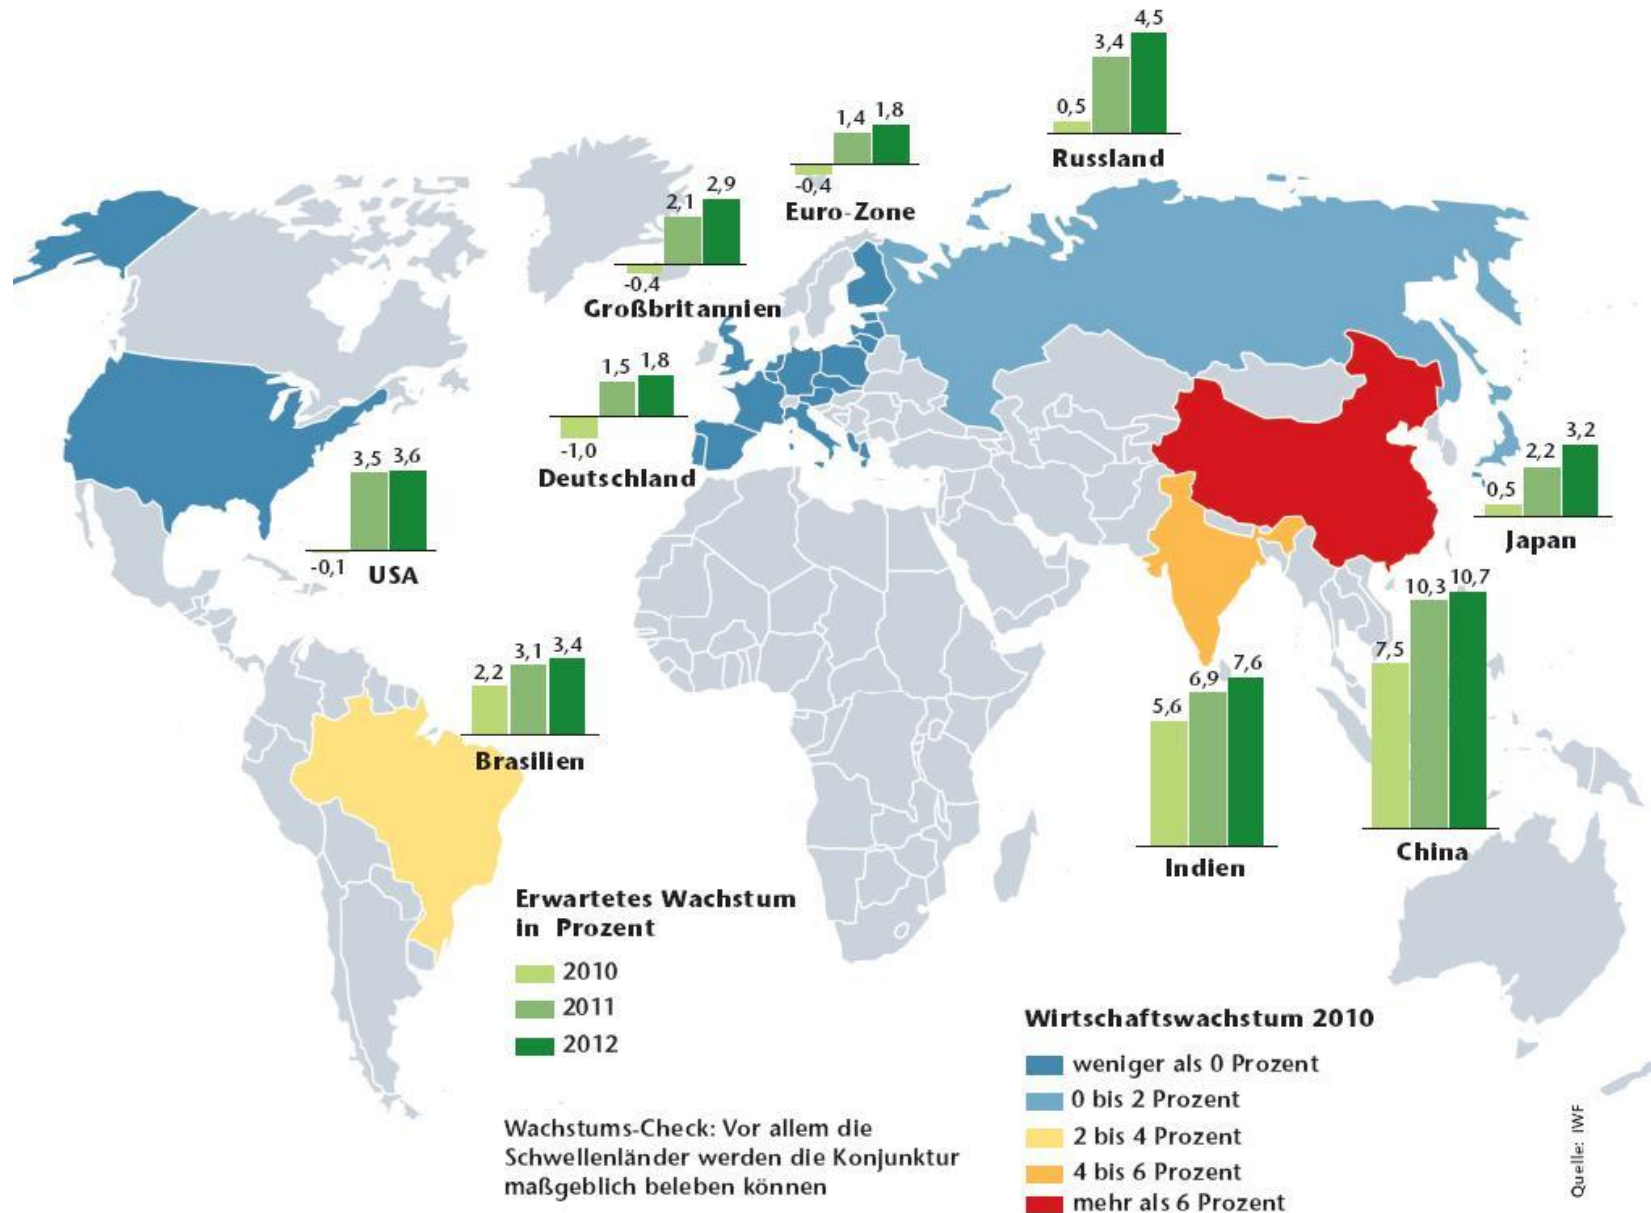 4,5
3,4
0,5
Russland
1,4 1,8
-0,4
Euro-Zone
2,9
2,1
-0,4
Großbritannien
1,5 1,8
-1,0
Deutschland
3,5 3,6
-0,1
USA
3,2
2,2
0,5
Japan
10,3 10,7
7,5
China
7,6
6,9
5,6
Indien
2,2 3,1 3,4
Brasilien
Erwartetes Wachstum
in Prozent
2010
2011
2012
Wachstums-Check: Vor allem die
Schwellenländer werden die Konjunktur
maßgeblich beleben können
Wirtschaftswachstum 2010
weniger als 0 Prozent
0 bis 2 Prozent
2 bis 4 Prozent
4 bis 6 Prozent
mehr als 6 Prozent
Quelle: IWF